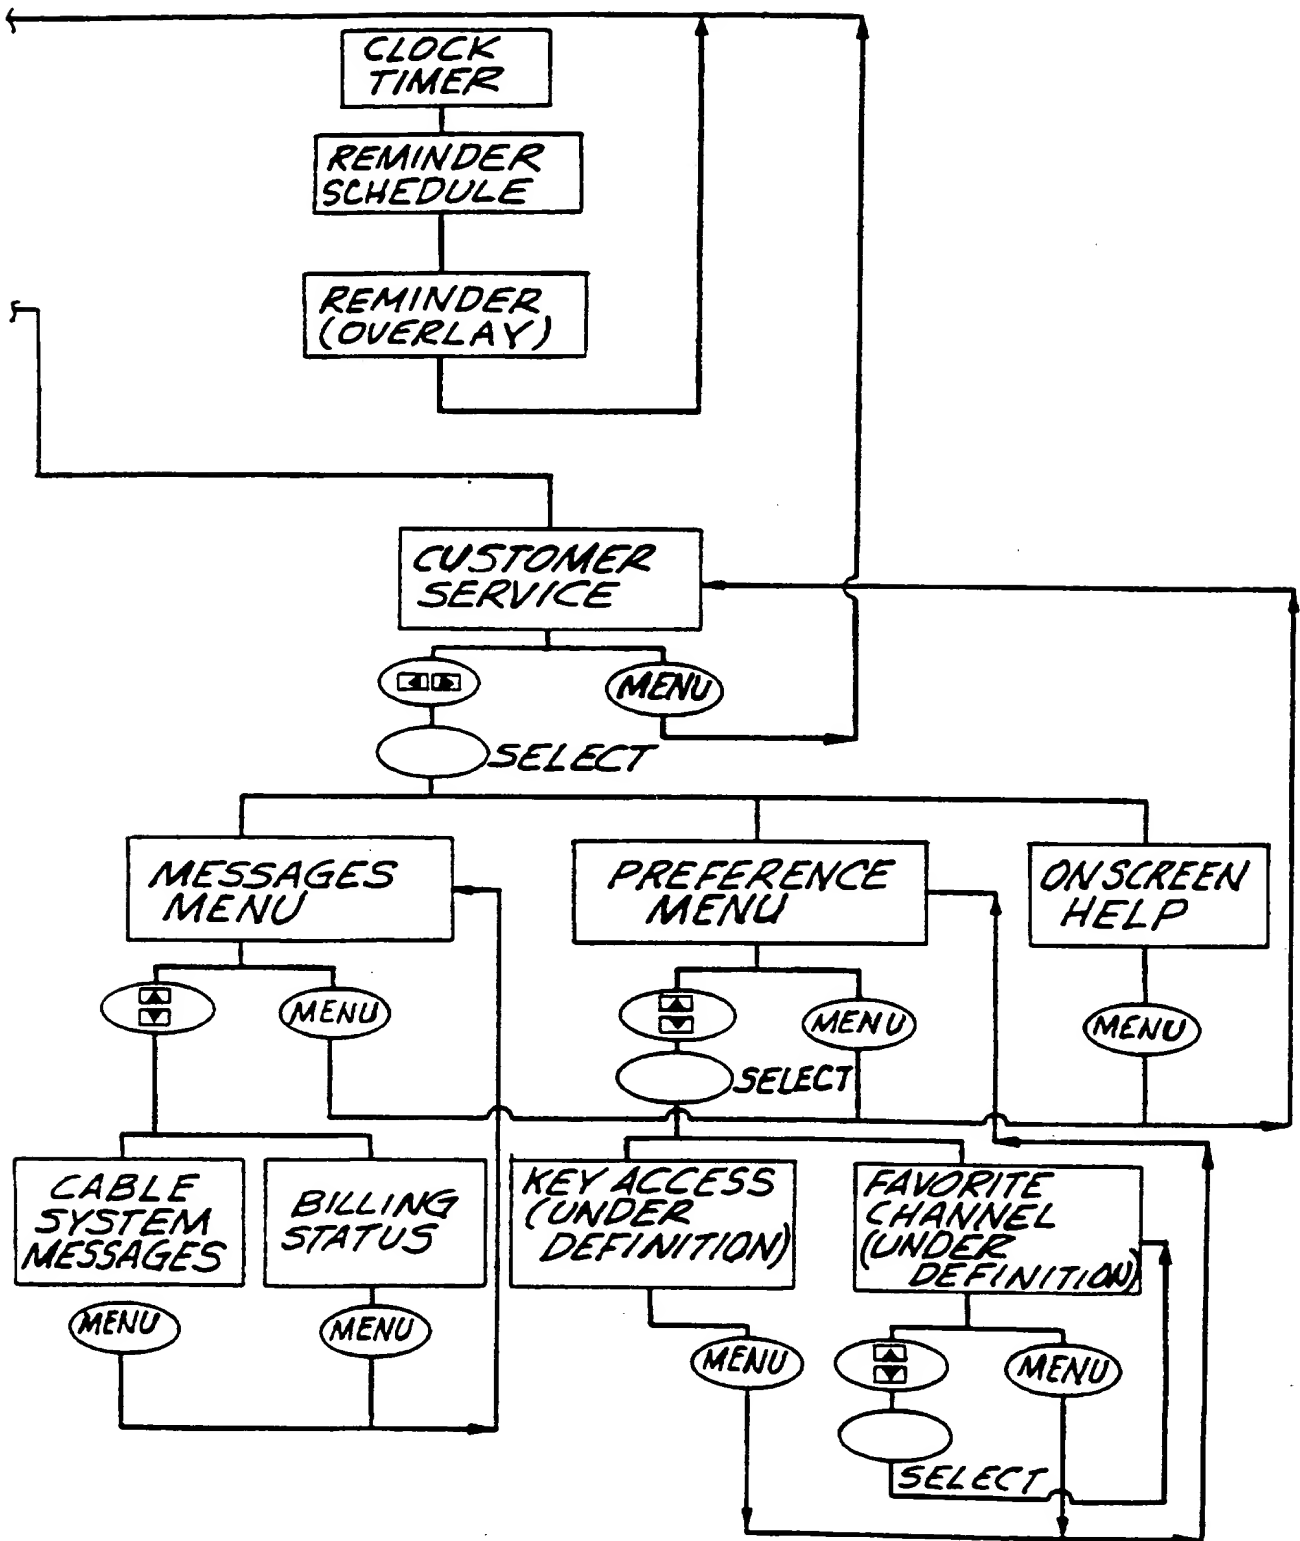 CLOCK
TIMER
REMINDER
SCHEDULE
REMINDER
(OVERLAY)
CUSTOMER
SERVICE
MENU
SELECT
MESSAGES
MENU
PREFERENCE
MENU
ON SCREEN
HELP
MENU
MENU
MENU
SELECT
CABLE
SYSTEM
MESSAGES
BILLING
STATUS
KEY ACCESS
(UNDER
DEFINITION)
FAVORITE
CHANNEL
(UNDER
DEFINITION)
MENU
MENU
MENU
MENU
SELECT